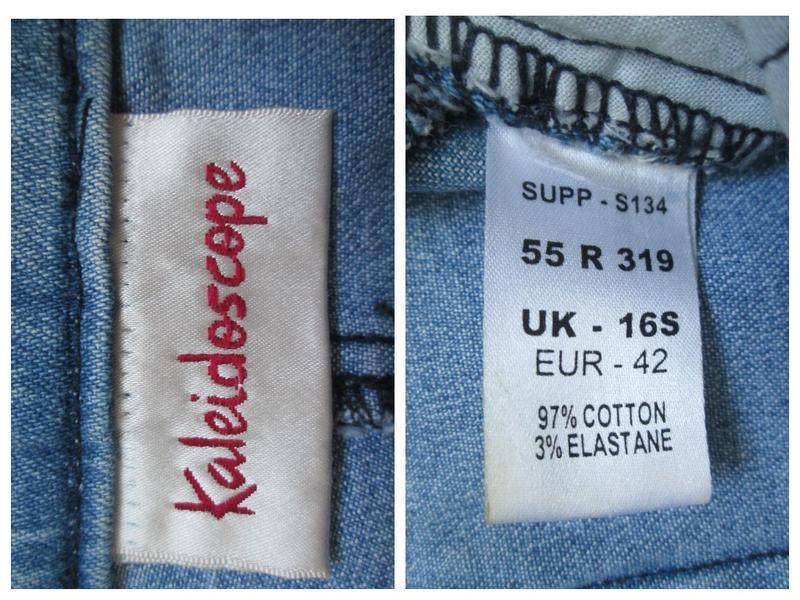 Kaleidoscope
SUPP - S134
55 R 319
UK - 16S
EUR - 42
97% COTTON
3% ELASTANE